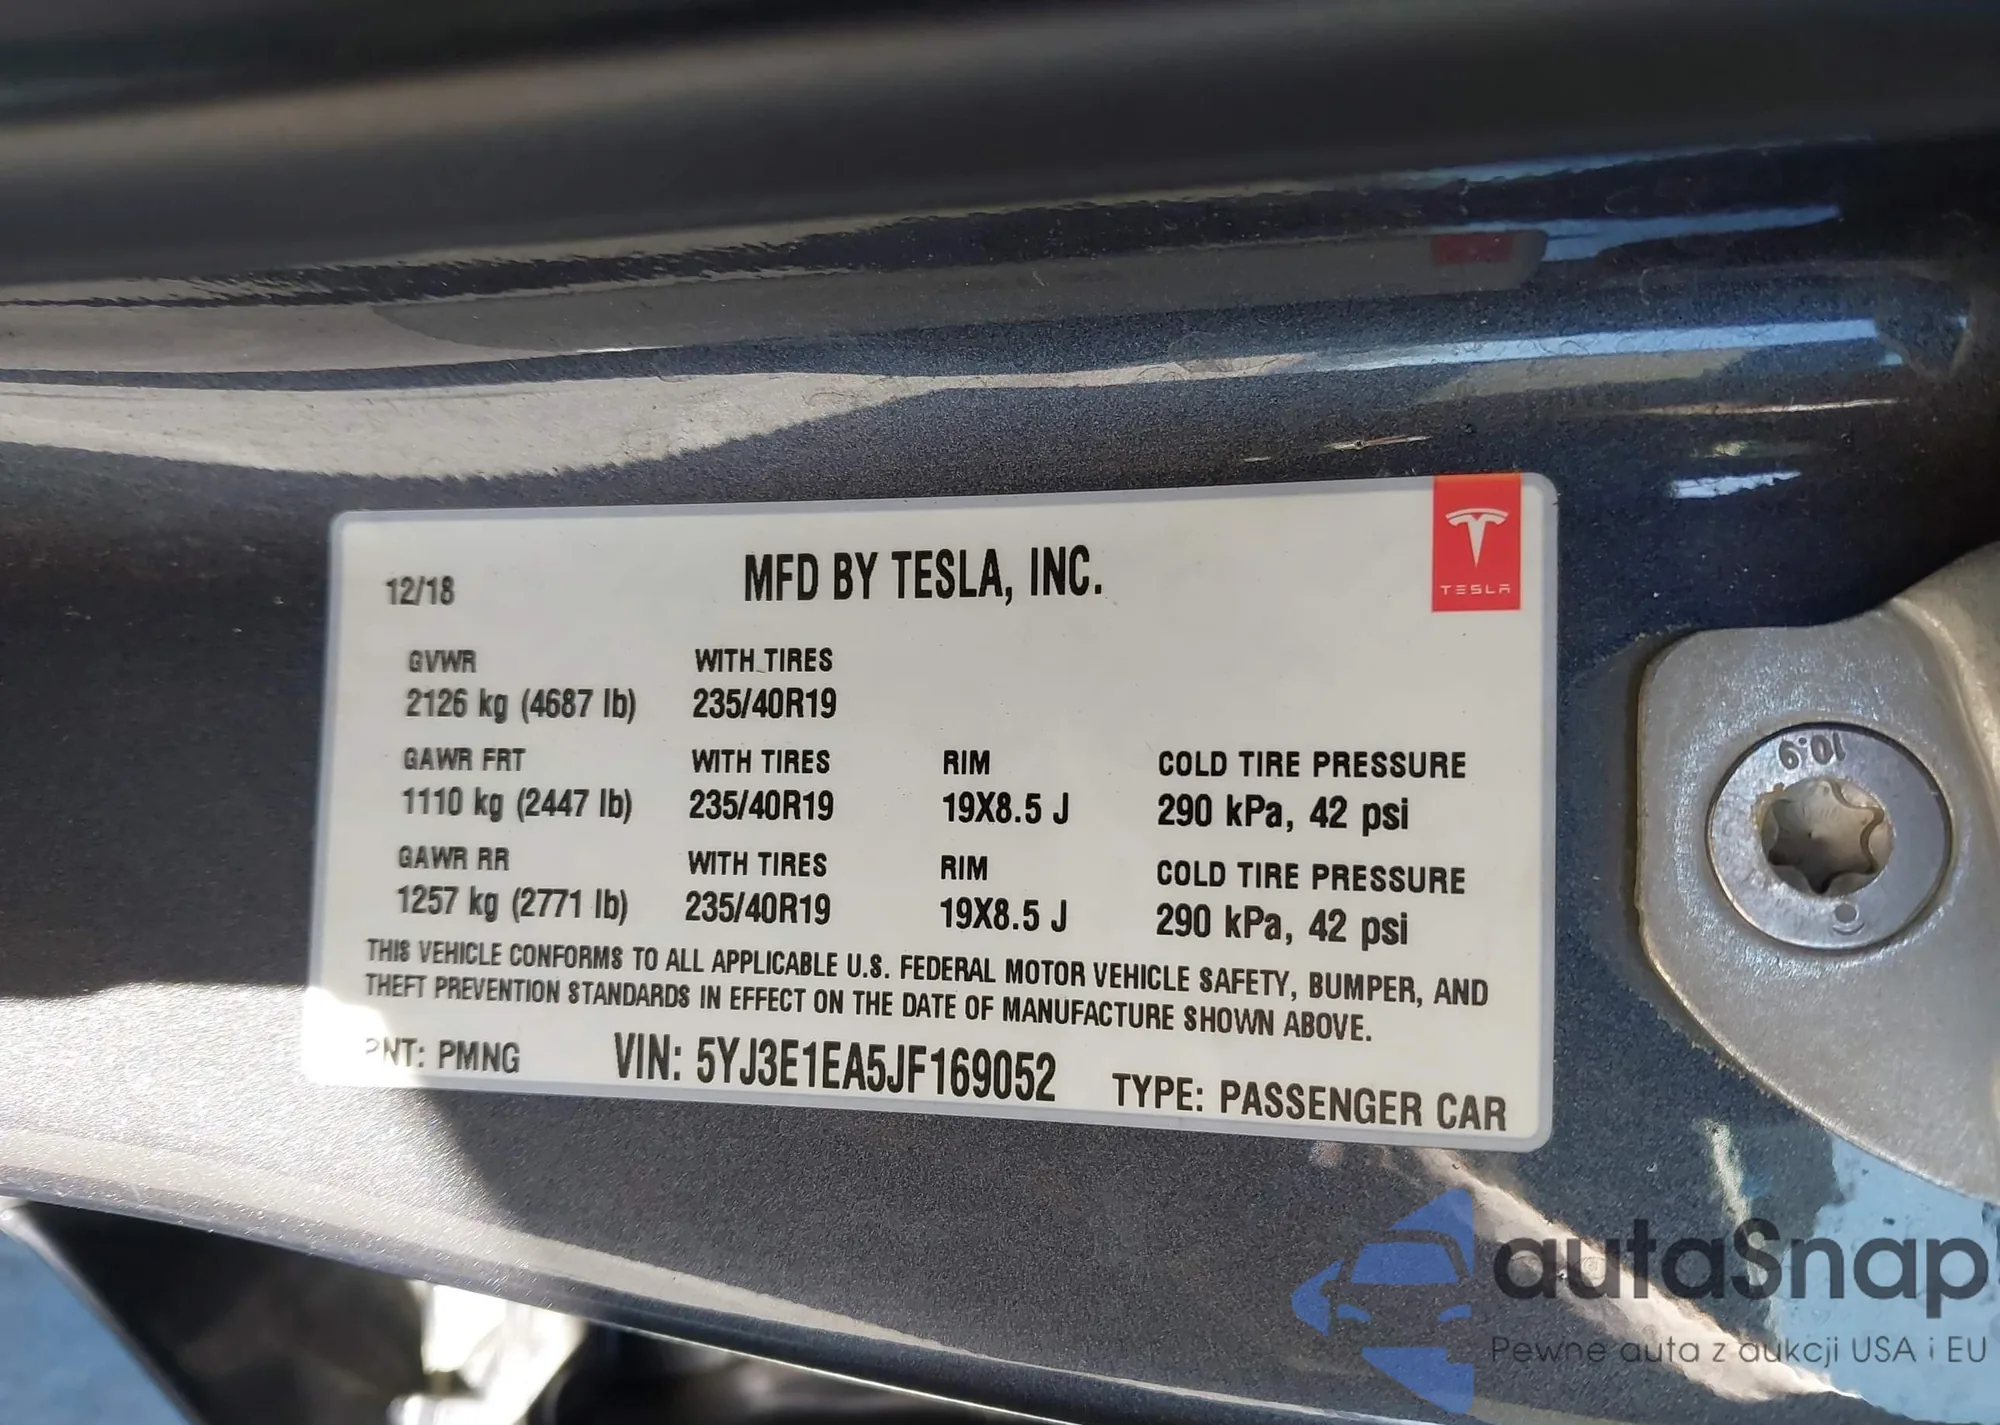 12/18 MFD BY TESLA, INC.
TESLA
GVWR WITH TIRES
2126 kg (4687 lb) 235/40R19
GAWR FRT WITH TIRES RIM COLD TIRE PRESSURE
1110 kg (2447 lb) 235/40R19 19X8.5 J 290 kPa, 42 psi
GAWR RR WITH TIRES RIM COLD TIRE PRESSURE
1257 kg (2771 lb) 235/40R19 19X8.5 J 290 kPa, 42 psi
THIS VEHICLE CONFORMS TO ALL APPLICABLE U.S. FEDERAL MOTOR VEHICLE SAFETY, BUMPER, AND
THEFT PREVENTION STANDARDS IN EFFECT ON THE DATE OF MANUFACTURE SHOWN ABOVE.
PNT: PMNG VIN: 5YJ3E1EA5JF169052 TYPE: PASSENGER CAR
10.9
autaSnap!
Pewne auta z aukcji USA i EU